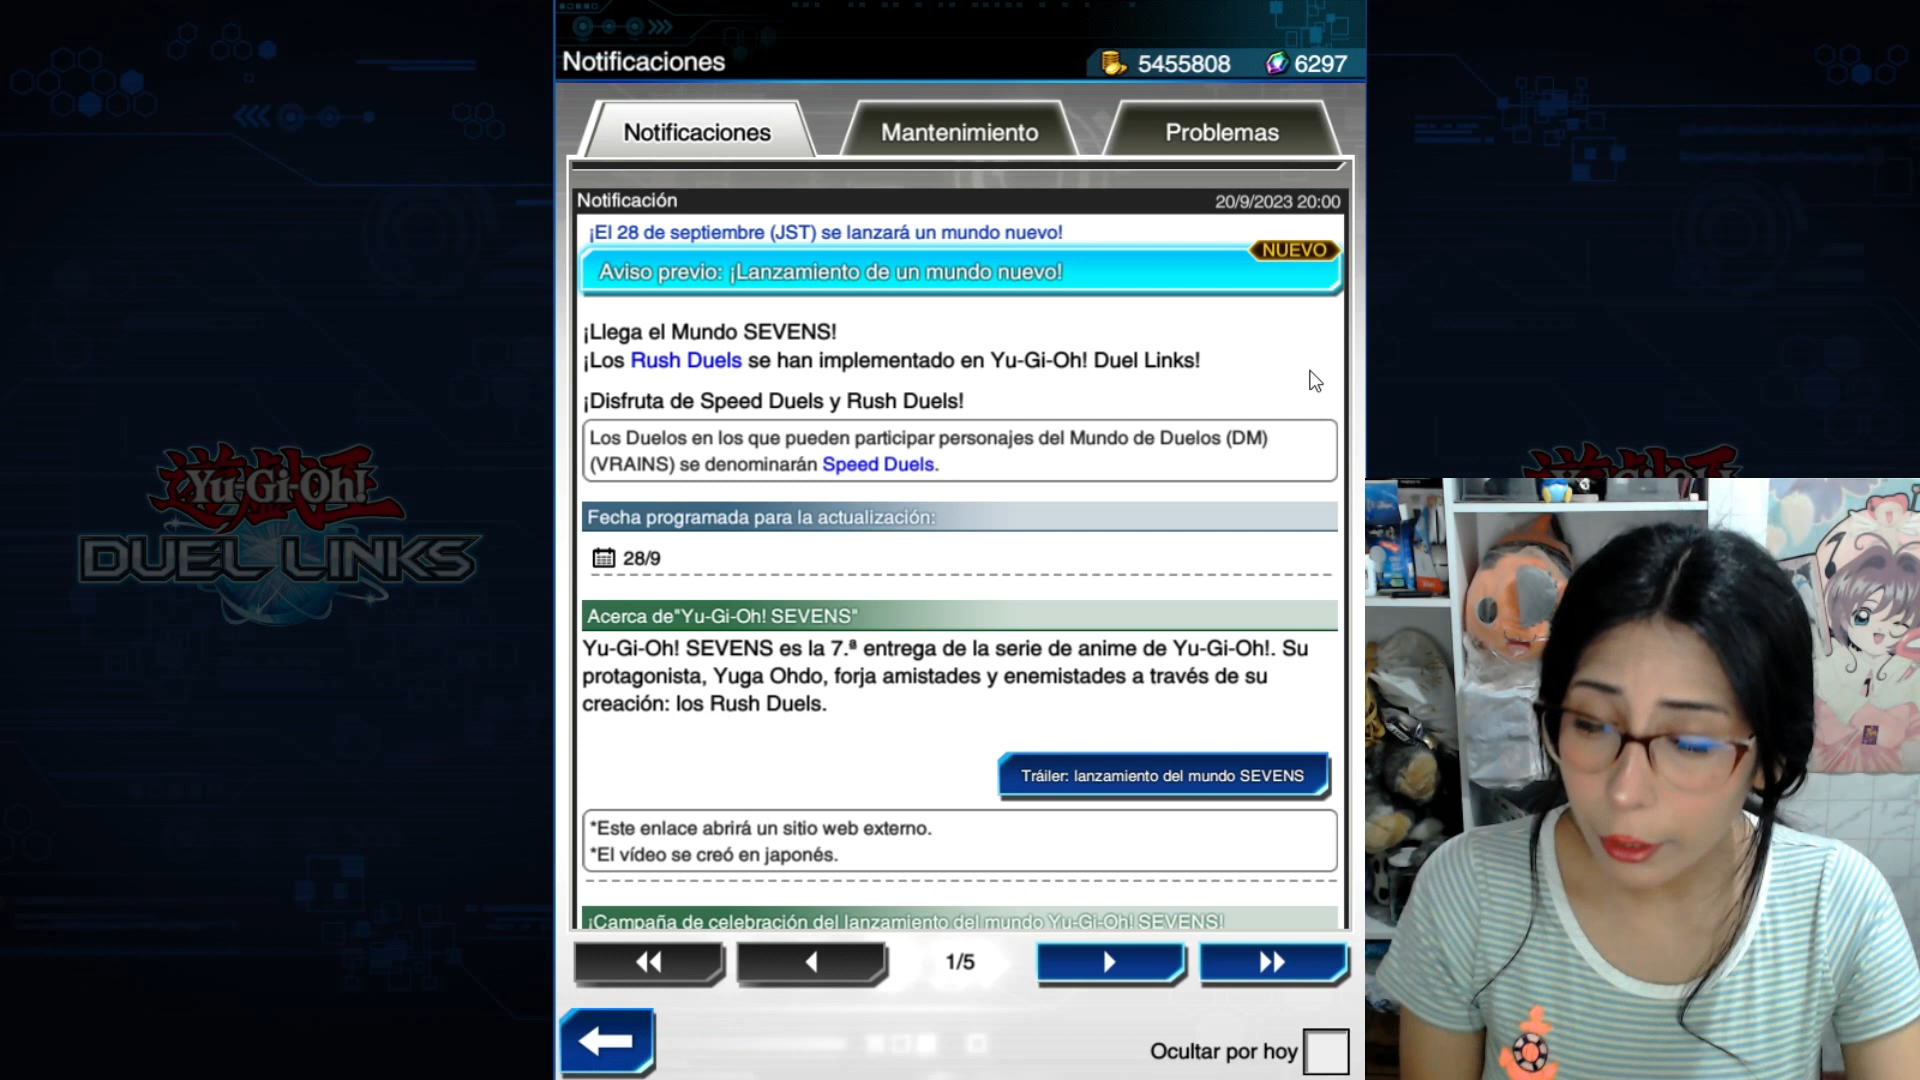 Notificaciones
5455808
6297
Notificaciones
Mantenimiento
Problemas
Notificación
20/9/2023 20:00
¡El 28 de septiembre (JST) se lanzará un mundo nuevo!
NUEVO
Aviso previo: ¡Lanzamiento de un mundo nuevo!
¡Llega el Mundo SEVENS!
¡Los Rush Duels se han implementado en Yu-Gi-Oh! Duel Links!
¡Disfruta de Speed Duels y Rush Duels!
Los Duelos en los que pueden participar personajes del Mundo de Duelos (DM)
(VRAINS) se denominarán Speed Duels.
Fecha programada para la actualización:
28/9
Acerca de"Yu-Gi-Oh! SEVENS"
Yu-Gi-Oh! SEVENS es la 7.ª entrega de la serie de anime de Yu-Gi-Oh!. Su
protagonista, Yuga Ohdo, forja amistades y enemistades a través de su
creación: los Rush Duels.
Tráiler: lanzamiento del mundo SEVENS
*Este enlace abrirá un sitio web externo.
*El vídeo se creó en japonés.
¡Campaña de celebración del lanzamiento del mundo Yu-Gi-Oh! SEVENS!
1/5
Ocultar por hoy
遊戯王
Yu-Gi-Oh!
DUEL LINKS